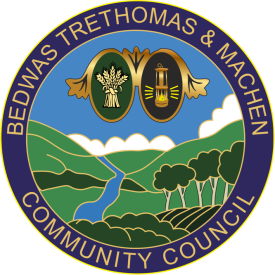 BEDWAS TRETHOMAS & MACHEN
COMMUNITY COUNCIL